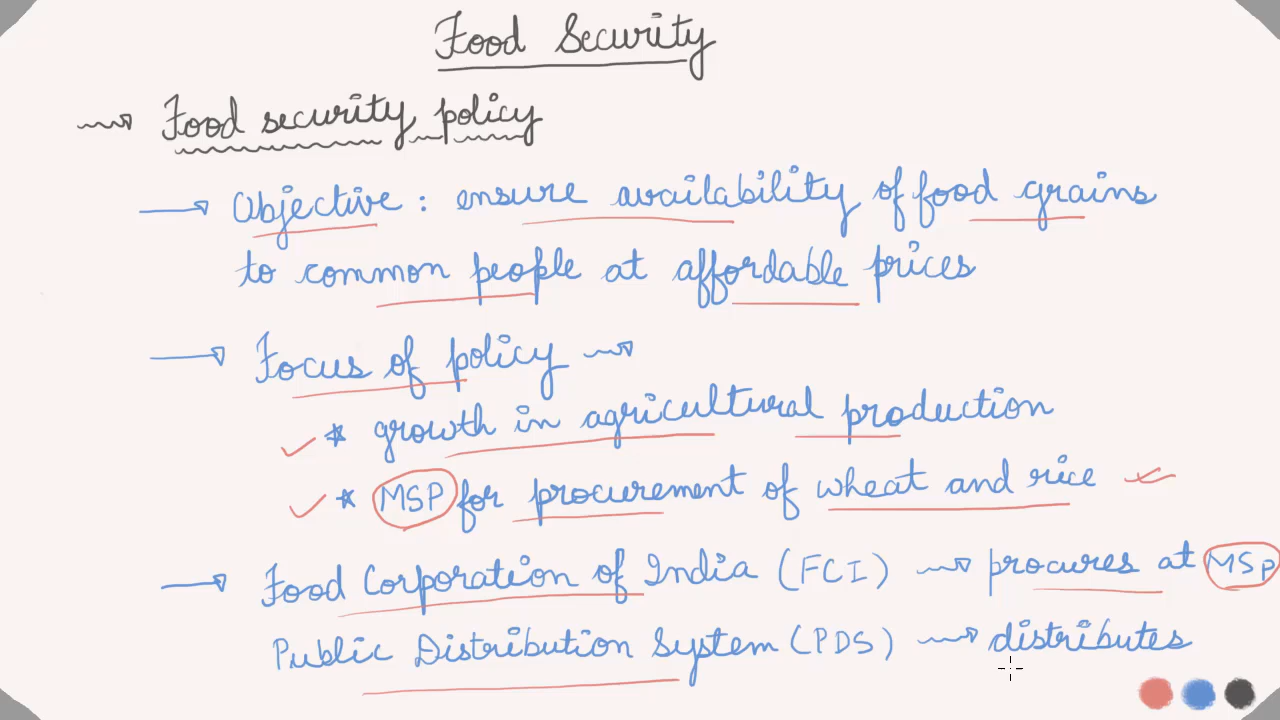 Food Security
Food security policy
Objective : ensure availability of food grains
to common people at affordable prices
Focus of policy
* growth in agricultural production
* MSP for procurement of wheat and rice
Food Corporation of India (FCI) procures at MSP
Public Distribution System (PDS) distributes